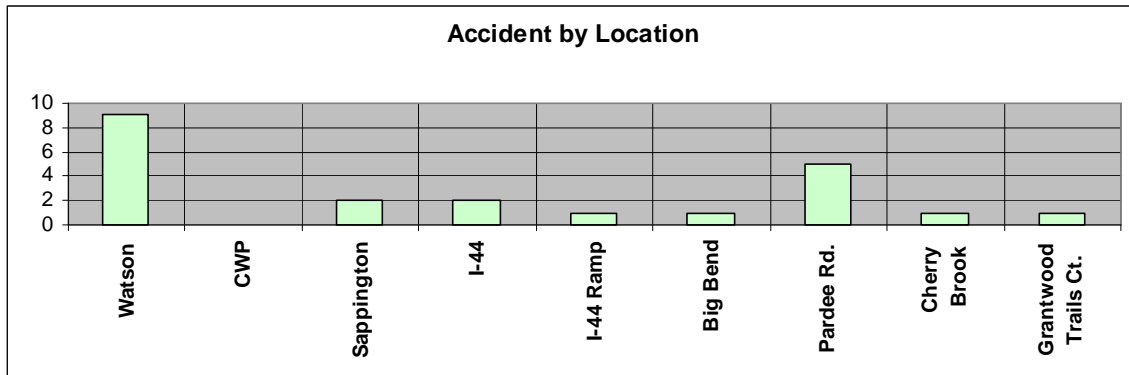 Accident by Location
10
8
6
4
2
0
Watson
CWP
Sappington
I-44
I-44 Ramp
Big Bend
Pardee Rd.
Cherry
Brook
Grantwood
Trails Ct.